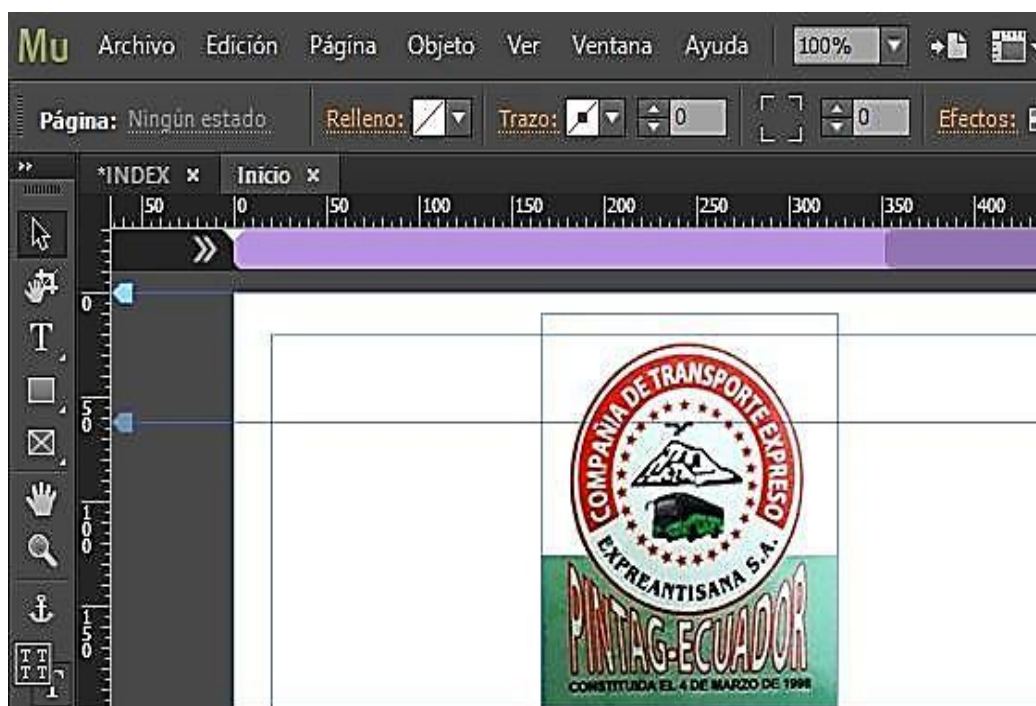 Mu Archivo Edición Página Objeto Ver Ventana Ayuda 100%
Página: Ningún estado Relleno: Trazo: 0 0 Efectos:
*INDEX × Inicio ×
50 0 50 100 150 200 250 300 350 400
0
50
100
150
COMPAÑIA DE TRANSPORTE EXPRESO
EXPREANTISANA S.A.
PINTAG-ECUADOR
CONSTITUIDA EL 4 DE MARZO DE 1998